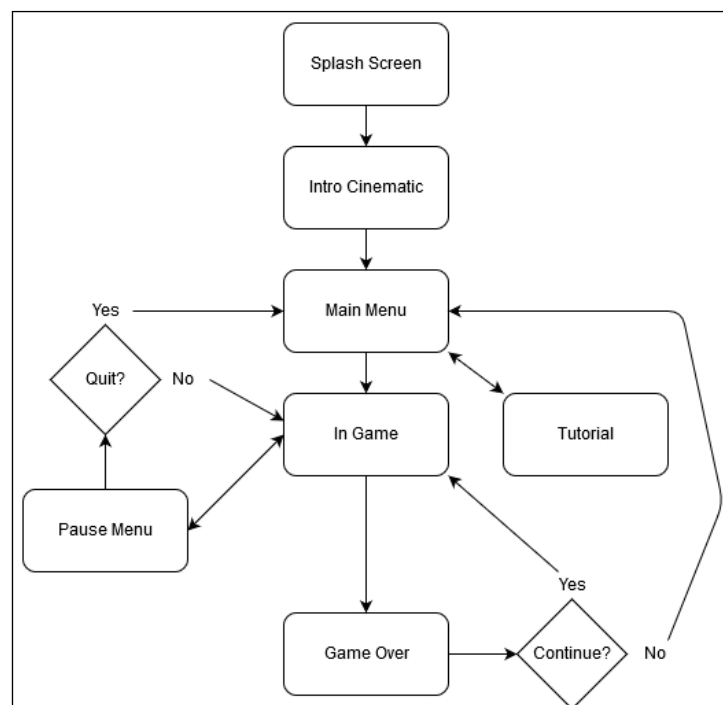 Splash Screen
Intro Cinematic
Yes
Main Menu
Quit?
No
In Game
Tutorial
Pause Menu
Yes
Game Over
Continue?
No